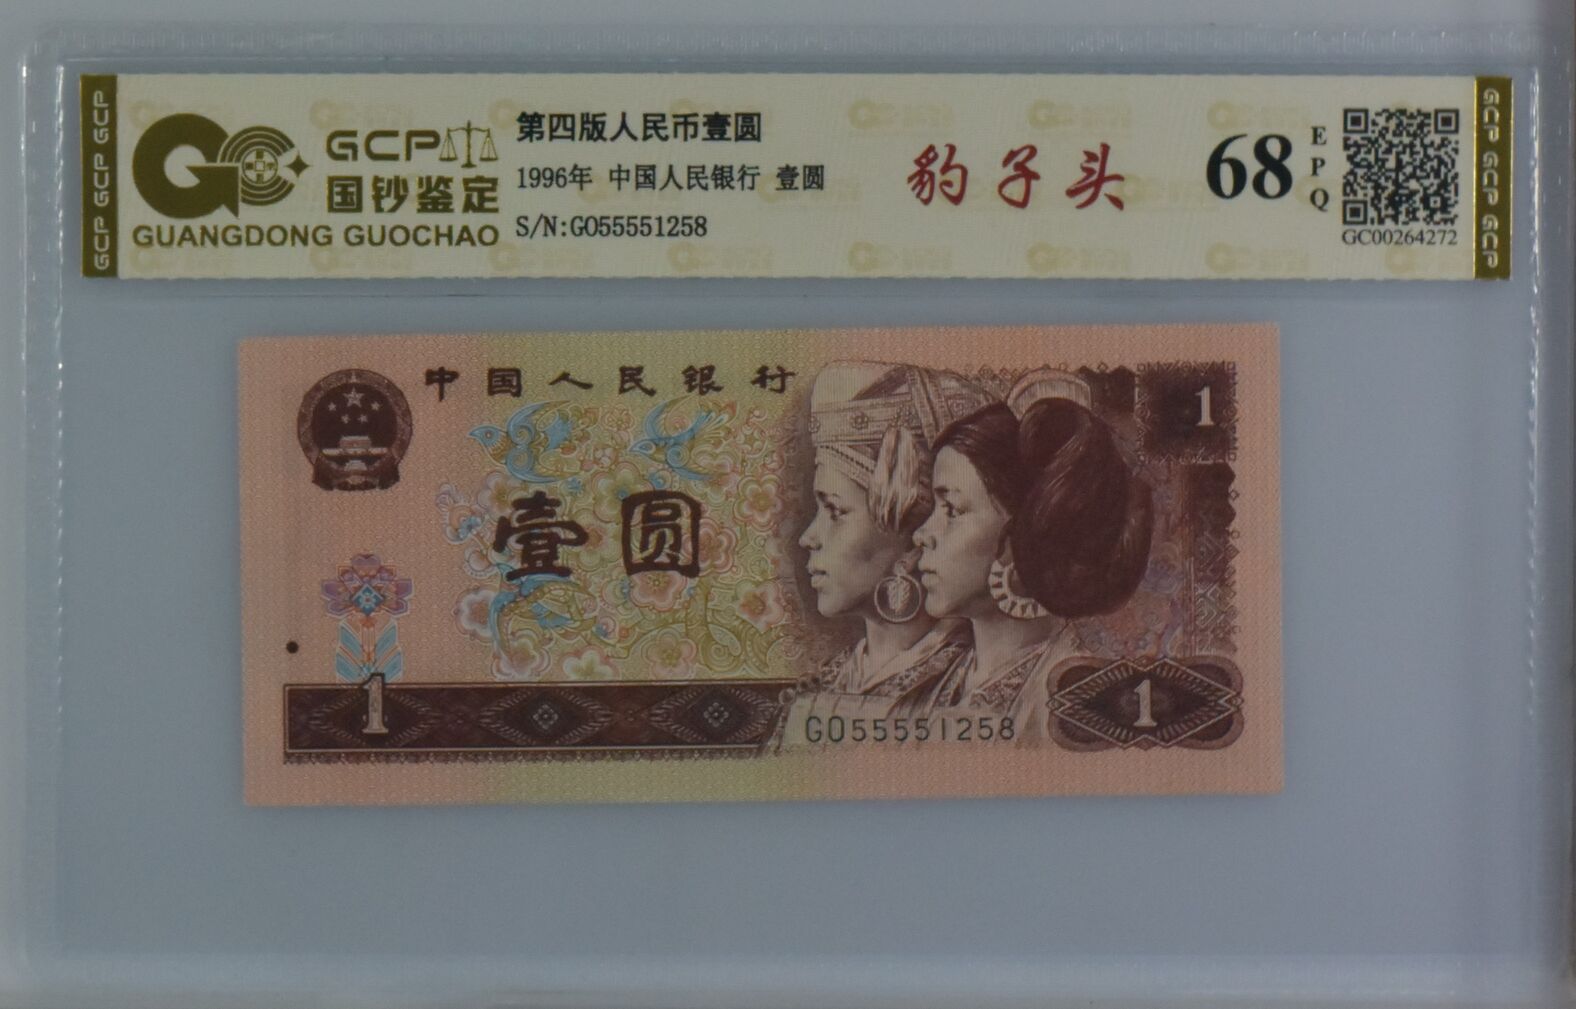 GCP GCP GCP
GCP
国钞鉴定
GUANGDONG GUOCHAO
第四版人民币壹圆
1996年 中国人民银行 壹圆
S/N:GO55551258
豹子头
68
EPQ
GC00264272
GCP GCP GCP
中国人民银行
1
壹圆
1
GO55551258
1